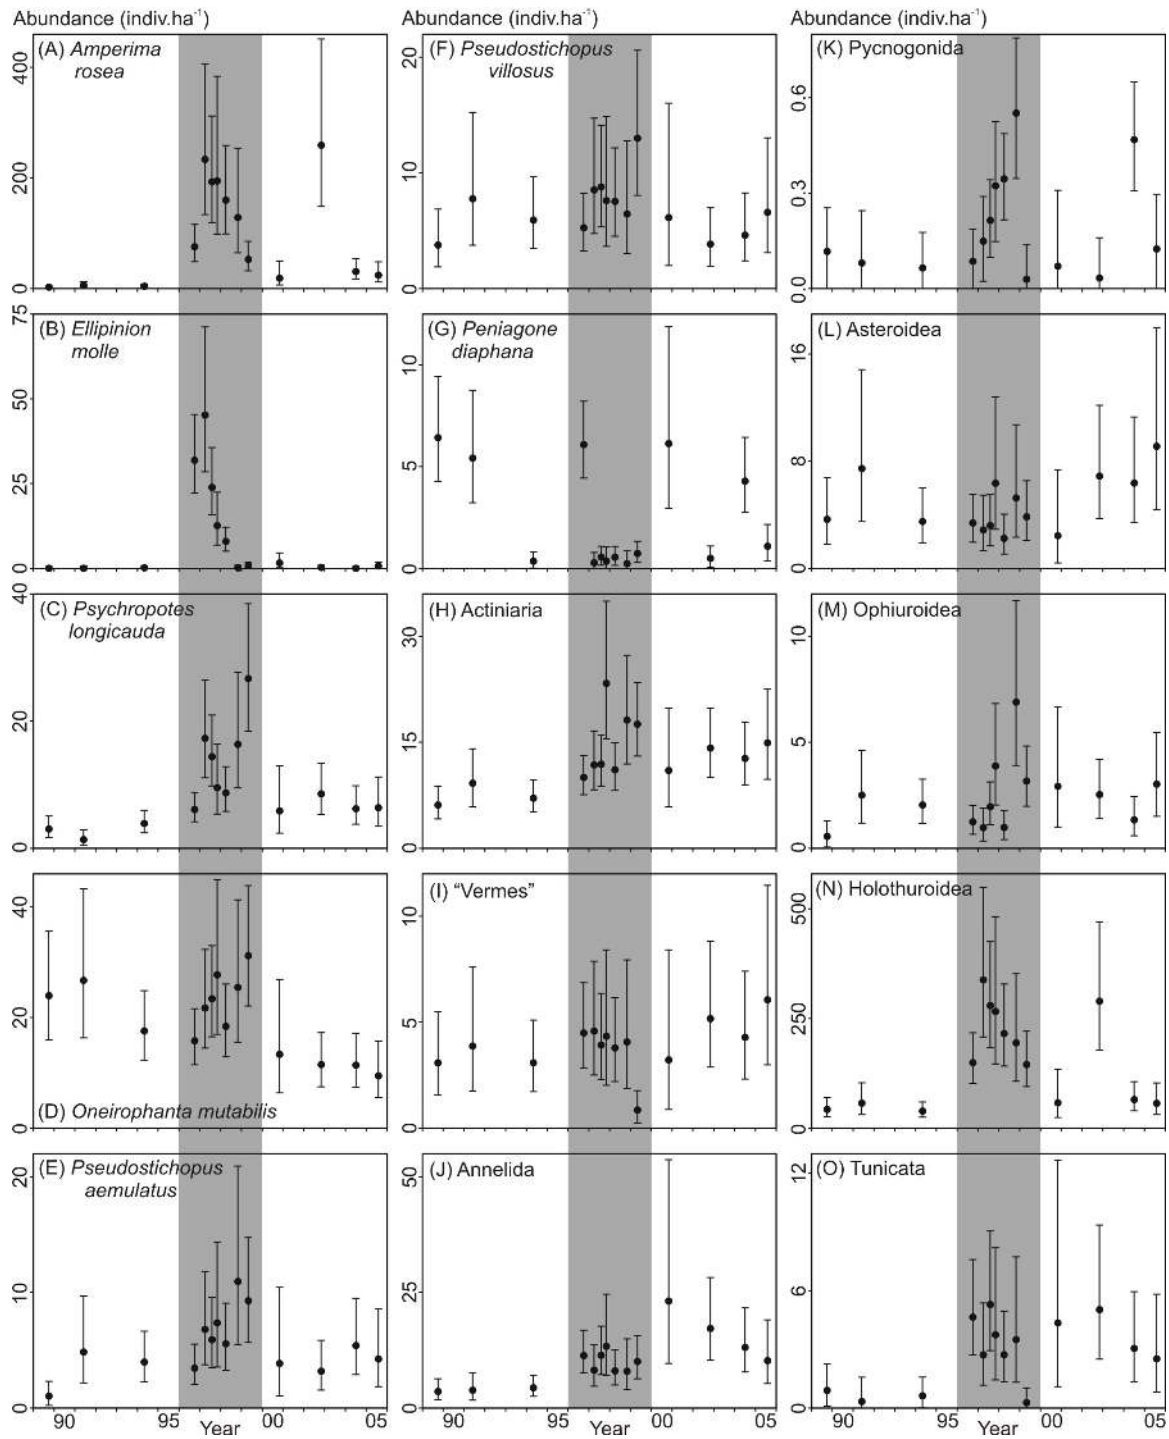 Abundance (indiv.ha⁻¹)
Abundance (indiv.ha⁻¹)
Abundance (indiv.ha⁻¹)
(A) Amperima
rosea
400
200
0
(F) Pseudostichopus
villosus
20
10
0
(K) Pycnogonida
0.6
0.3
0.0
(B) Ellipinion
molle
75
50
25
0
(G) Peniagone
diaphana
10
5
0
(L) Asteroidea
16
8
0
(C) Psychropotes
longicauda
40
20
0
(H) Actiniaria
30
15
0
(M) Ophiuroidea
10
5
0
40
20
0
(D) Oneirophanta mutabilis
(I) "Vermes"
10
5
0
(N) Holothuroidea
500
250
0
(E) Pseudostichopus
aemulatus
20
10
0
(J) Annelida
50
25
0
(O) Tunicata
12
6
0
90 95 00 05
Year
90 95 00 05
Year
90 95 00 05
Year